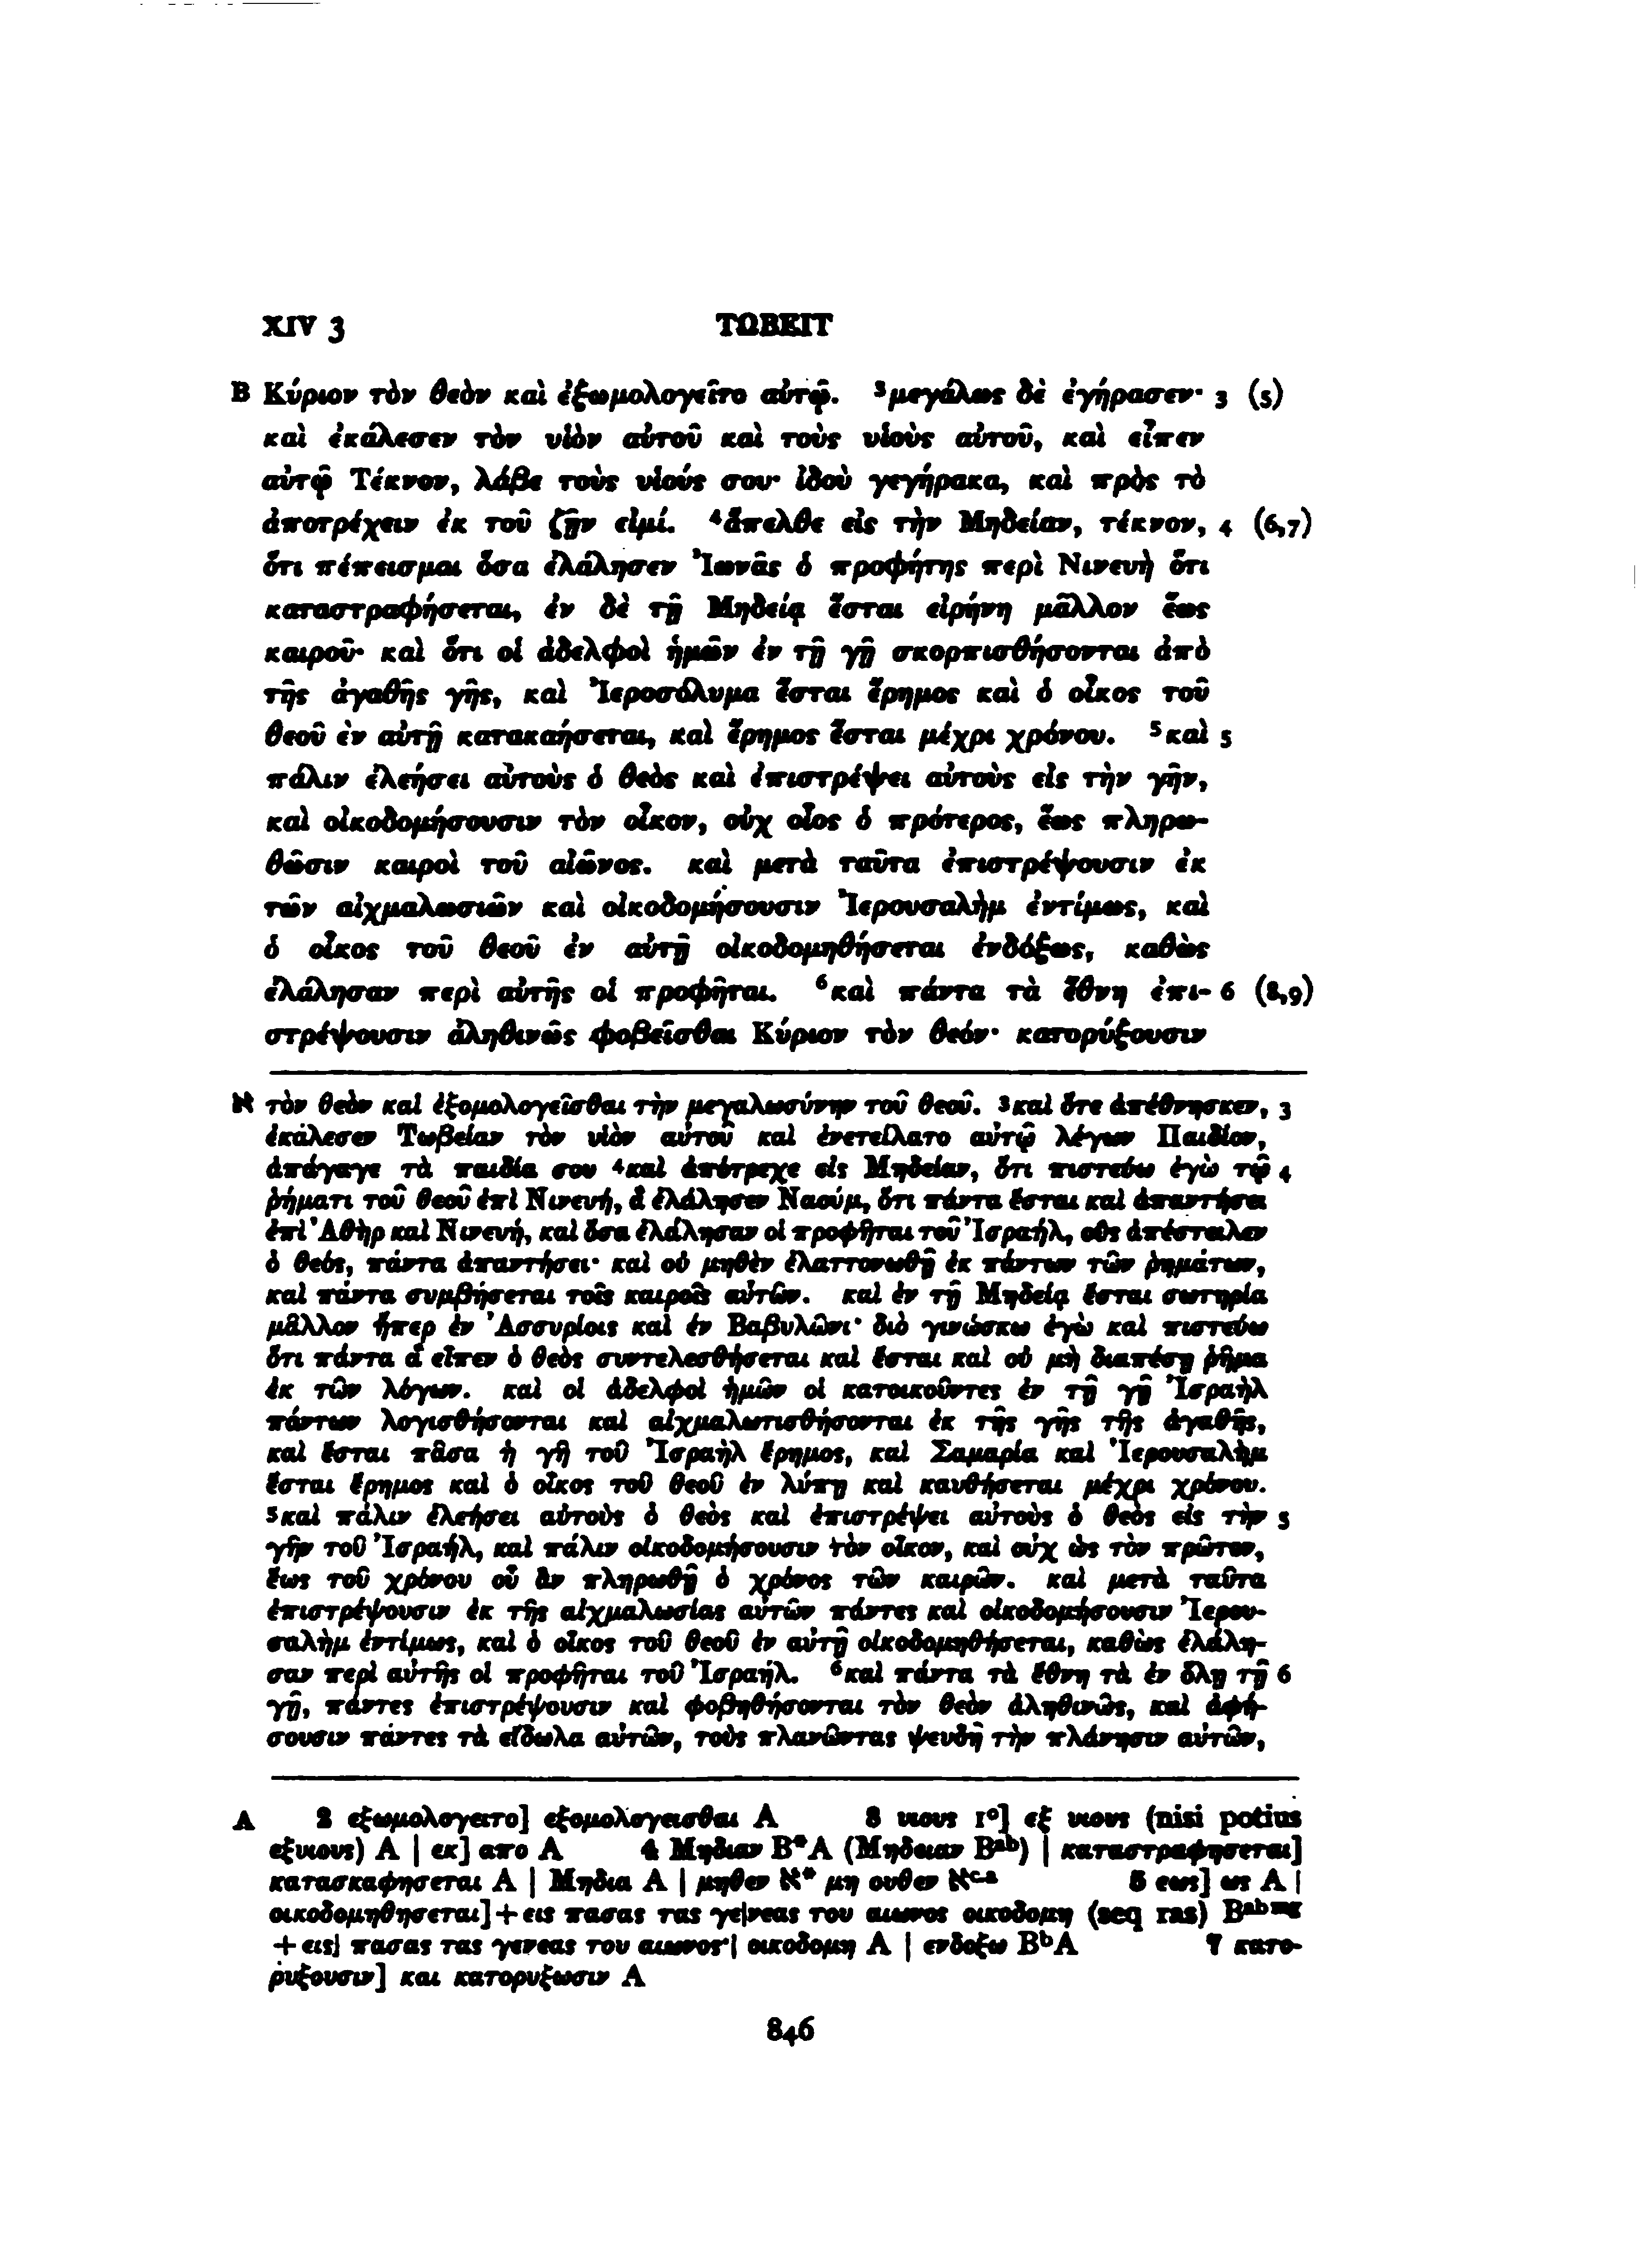 XIV 3 ΤΩΒΕΙΤ
B Κύριον τὸν θεὸν καὶ ἐξωμολογεῖτο αὐτῷ. ³μεγάλως δὲ ἐγήρασεν· 3 (5)
καὶ ἐκάλεσεν τὸν υἱὸν αὐτοῦ καὶ τοὺς υἱοὺς αὐτοῦ, καὶ εἶπεν
αὐτῷ Τέκνον, λάβε τοὺς υἱούς σου· ἰδοὺ γεγήρακα, καὶ πρὸς τὸ
ἀποτρέχειν ἐκ τοῦ ζῆν εἰμί. ⁴ἄπελθε εἰς τὴν Μηδείαν, τέκνον, 4 (6,7)
ὅτι πέπεισμαι ὅσα ἐλάλησεν Ἰωνᾶς ὁ προφήτης περὶ Νινευὴ ὅτι
καταστραφήσεται, ἐν δὲ τῇ Μηδείᾳ ἔσται εἰρήνη μᾶλλον ἕως
καιροῦ· καὶ ὅτι οἱ ἀδελφοὶ ἡμῶν ἐν τῇ γῇ σκορπισθήσονται ἀπὸ
τῆς ἀγαθῆς γῆς, καὶ Ἰεροσόλυμα ἔσται ἔρημος καὶ ὁ οἶκος τοῦ
θεοῦ ἐν αὐτῇ κατακαήσεται, καὶ ἔρημος ἔσται μέχρι χρόνου. ⁵καὶ 5
πάλιν ἐλεήσει αὐτοὺς ὁ θεὸς καὶ ἐπιστρέψει αὐτοὺς εἰς τὴν γῆν,
καὶ οἰκοδομήσουσιν τὸν οἶκον, οὐχ οἷος ὁ πρότερος, ἕως πληρω-
θῶσιν καιροὶ τοῦ αἰῶνος. καὶ μετὰ ταῦτα ἐπιστρέψουσιν ἐκ
τῶν αἰχμαλωσιῶν καὶ οἰκοδομήσουσιν Ἰερουσαλὴμ ἐντίμως, καὶ
ὁ οἶκος τοῦ θεοῦ ἐν αὐτῇ οἰκοδομηθήσεται ἐνδόξως, καθὼς
ἐλάλησαν περὶ αὐτῆς οἱ προφῆται. ⁶καὶ πάντα τὰ ἔθνη ἐπι- 6 (8,9)
στρέψουσιν ἀληθινῶς φοβεῖσθαι Κύριον τὸν θεόν· κατορύξουσιν
א τὸν θεὸν καὶ ἐξομολογεῖσθαι τὴν μεγαλωσύνην τοῦ θεοῦ. ³καὶ ὅτε ἀπέθνησκεν, 3
ἐκάλεσεν Τωβείαν τὸν υἱὸν αὐτοῦ καὶ ἐνετείλατο αὐτῷ λέγων Παιδίον,
ἀπάγαγε τὰ παιδία σου ⁴καὶ ἀπότρεχε εἰς Μηδείαν, ὅτι πιστεύω ἐγὼ τῷ 4
ῥήματι τοῦ θεοῦ ἐπὶ Νινευή, ἃ ἐλάλησεν Ναούμ, ὅτι πάντα ἔσται καὶ ἀπαντήσει
ἐπὶ Ἀθὴρ καὶ Νινευή, καὶ ὅσα ἐλάλησαν οἱ προφῆται τοῦ Ἰσραήλ, οὓς ἀπέστειλεν
ὁ θεός, πάντα ἀπαντήσει· καὶ οὐ μηθὲν ἐλαττονωθῇ ἐκ πάντων τῶν ῥημάτων,
καὶ πάντα συμβήσεται τοῖς καιροῖς αὐτῶν. καὶ ἐν τῇ Μηδείᾳ ἔσται σωτηρία
μᾶλλον ἤπερ ἐν Ἀσσυρίοις καὶ ἐν Βαβυλῶνι· διὸ γινώσκω ἐγὼ καὶ πιστεύω
ὅτι πάντα ἃ εἶπεν ὁ θεὸς συντελεσθήσεται καὶ ἔσται καὶ οὐ μὴ διαπέσῃ ῥῆμα
ἐκ τῶν λόγων. καὶ οἱ ἀδελφοὶ ἡμῶν οἱ κατοικοῦντες ἐν τῇ γῇ Ἰσραὴλ
πάντων λογισθήσονται καὶ αἰχμαλωτισθήσονται ἐκ τῆς γῆς τῆς ἀγαθῆς,
καὶ ἔσται πᾶσα ἡ γῆ τοῦ Ἰσραὴλ ἔρημος, καὶ Σαμαρία καὶ Ἰερουσαλὴμ
ἔσται ἔρημος καὶ ὁ οἶκος τοῦ θεοῦ ἐν λύπῃ καὶ καυθήσεται μέχρι χρόνου.
⁵καὶ πάλιν ἐλεήσει αὐτοὺς ὁ θεὸς καὶ ἐπιστρέψει αὐτοὺς ὁ θεὸς εἰς τὴν 5
γῆν τοῦ Ἰσραήλ, καὶ πάλιν οἰκοδομήσουσιν τὸν οἶκον, καὶ οὐχ ὡς τὸν πρῶτον,
ἕως τοῦ χρόνου οὗ ἂν πληρωθῇ ὁ χρόνος τῶν καιρῶν. καὶ μετὰ ταῦτα
ἐπιστρέψουσιν ἐκ τῆς αἰχμαλωσίας αὐτῶν πάντες καὶ οἰκοδομήσουσιν Ἰερου-
σαλὴμ ἐντίμως, καὶ ὁ οἶκος τοῦ θεοῦ ἐν αὐτῇ οἰκοδομηθήσεται, καθὼς ἐλάλη-
σαν περὶ αὐτῆς οἱ προφῆται τοῦ Ἰσραήλ. ⁶καὶ πάντα τὰ ἔθνη τὰ ἐν ὅλῃ τῇ 6
γῇ, πάντες ἐπιστρέψουσιν καὶ φοβηθήσονται τὸν θεὸν ἀληθινῶς, καὶ ἀφή-
σουσιν πάντες τὰ εἴδωλα αὐτῶν, τοὺς πλανῶντας ψευδῆ τὴν πλάνησιν αὐτῶν,
A 2 εξωμολογειτο] εξομολογεισθαι A 3 υιους 1°] εξ υιους (nisi potius
εξυιους) A | εκ] απο A 4 Μηδιαν B*A (Μηδειαν Bᵃᵇ) | καταστραφησεται]
κατασκαφησεται A | Μηδια A | μηθεν א* μη ουθεν אᶜ·ᵃ 5 εως] ως A |
οικοδομηθησεται]+εις πασας τας γε|νεας του αιωνος οικοδομη (seq ras) Bᵃᵇᵐᵍ
+εις| πασας τας γενεας του αιωνος·| οικοδομη A | ενδοξω BᵇA 7 κατο-
ρυξουσιν] και κατορυξωσιν A
846